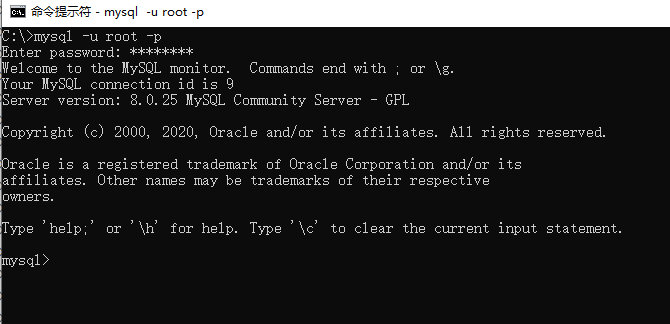 命令提示符 - mysql  -u root -p
C:\>mysql -u root -p
Enter password: ********
Welcome to the MySQL monitor.  Commands end with ; or \g.
Your MySQL connection id is 9
Server version: 8.0.25 MySQL Community Server - GPL
Copyright (c) 2000, 2020, Oracle and/or its affiliates. All rights reserved.
Oracle is a registered trademark of Oracle Corporation and/or its
affiliates. Other names may be trademarks of their respective
owners.
Type 'help;' or '\h' for help. Type '\c' to clear the current input statement.
mysql>